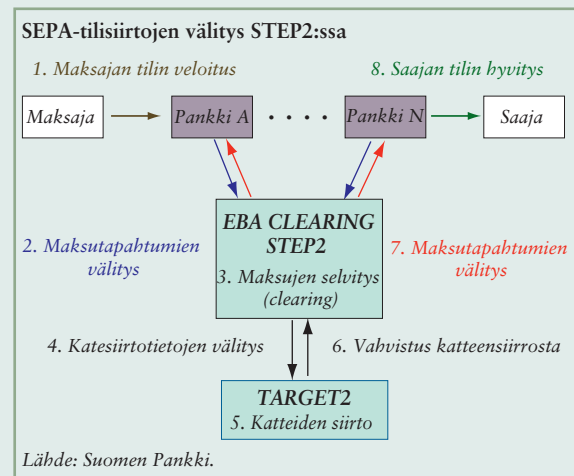 SEPA-tilisiirtojen välitys STEP2:ssa
1. Maksajan tilin veloitus
8. Saajan tilin hyvitys
Maksaja
Pankki A
Pankki N
Saaja
EBA CLEARING
STEP2
3. Maksujen selvitys
(clearing)
2. Maksutapahtumien
välitys
7. Maksutapahtumien
välitys
4. Katesiirtotietojen välitys
6. Vahvistus katteensiirrosta
TARGET2
5. Katteiden siirto
Lähde: Suomen Pankki.